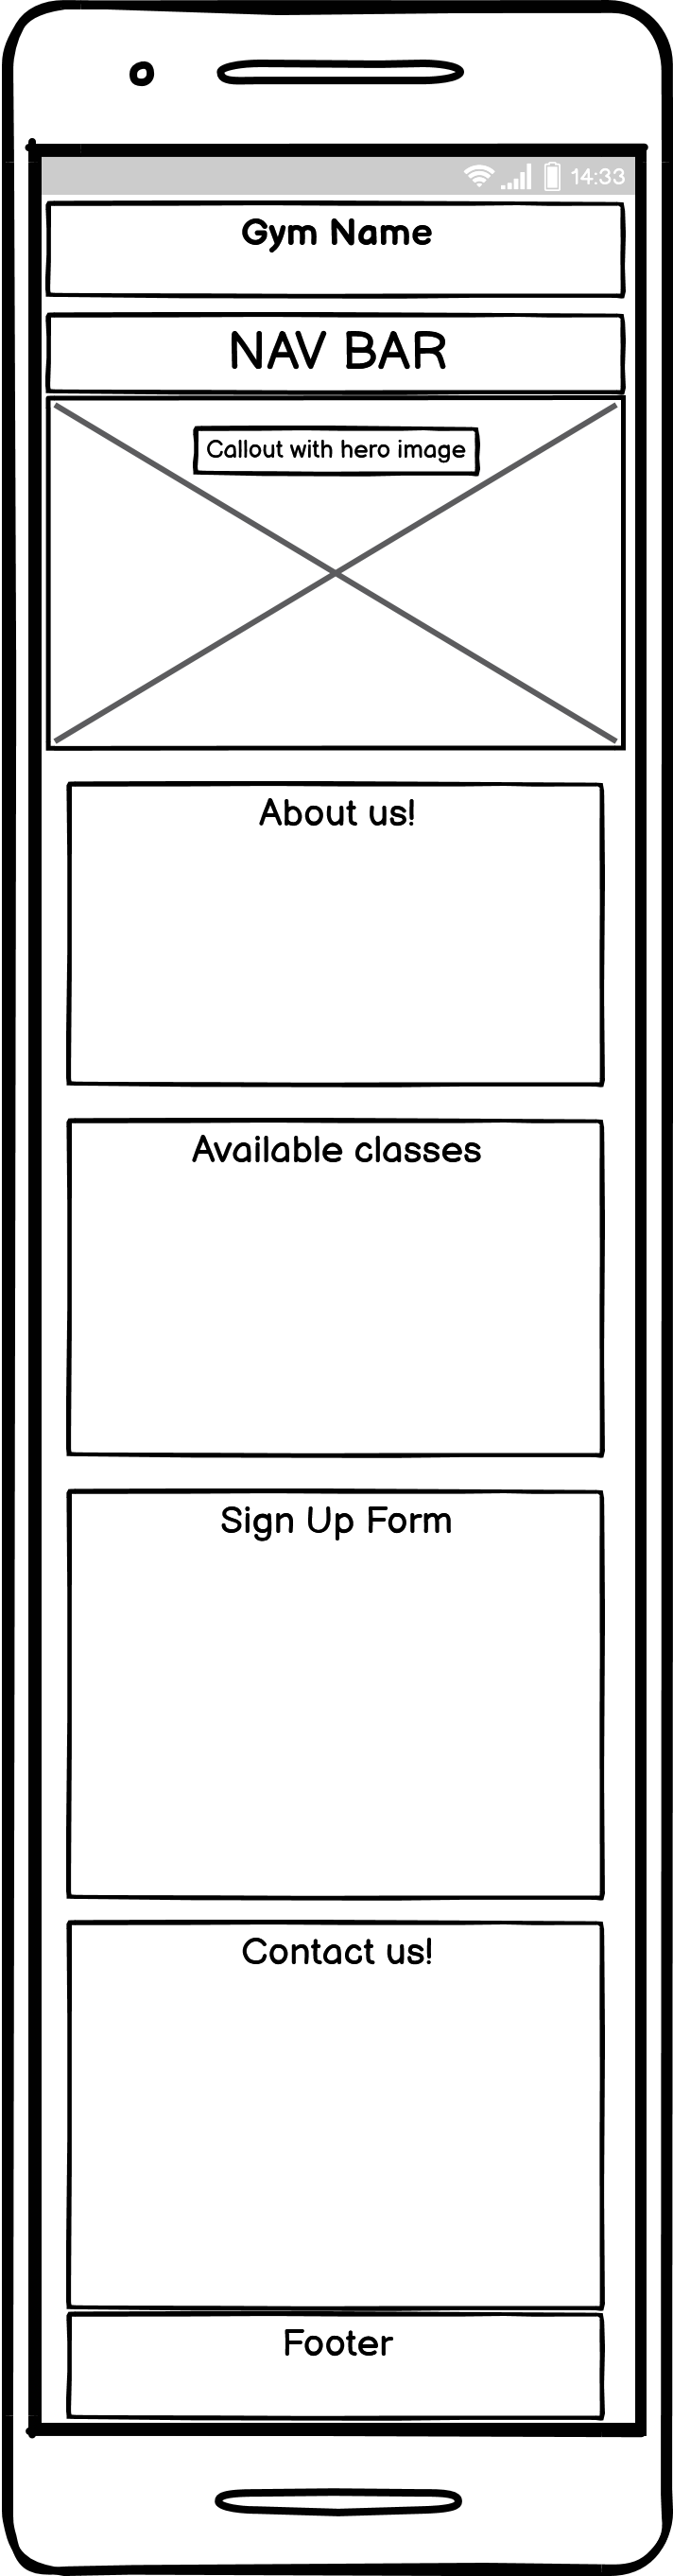 14:33
Gym Name
NAV BAR
Callout with hero image
About us!
Available classes
Sign Up Form
Contact us!
Footer